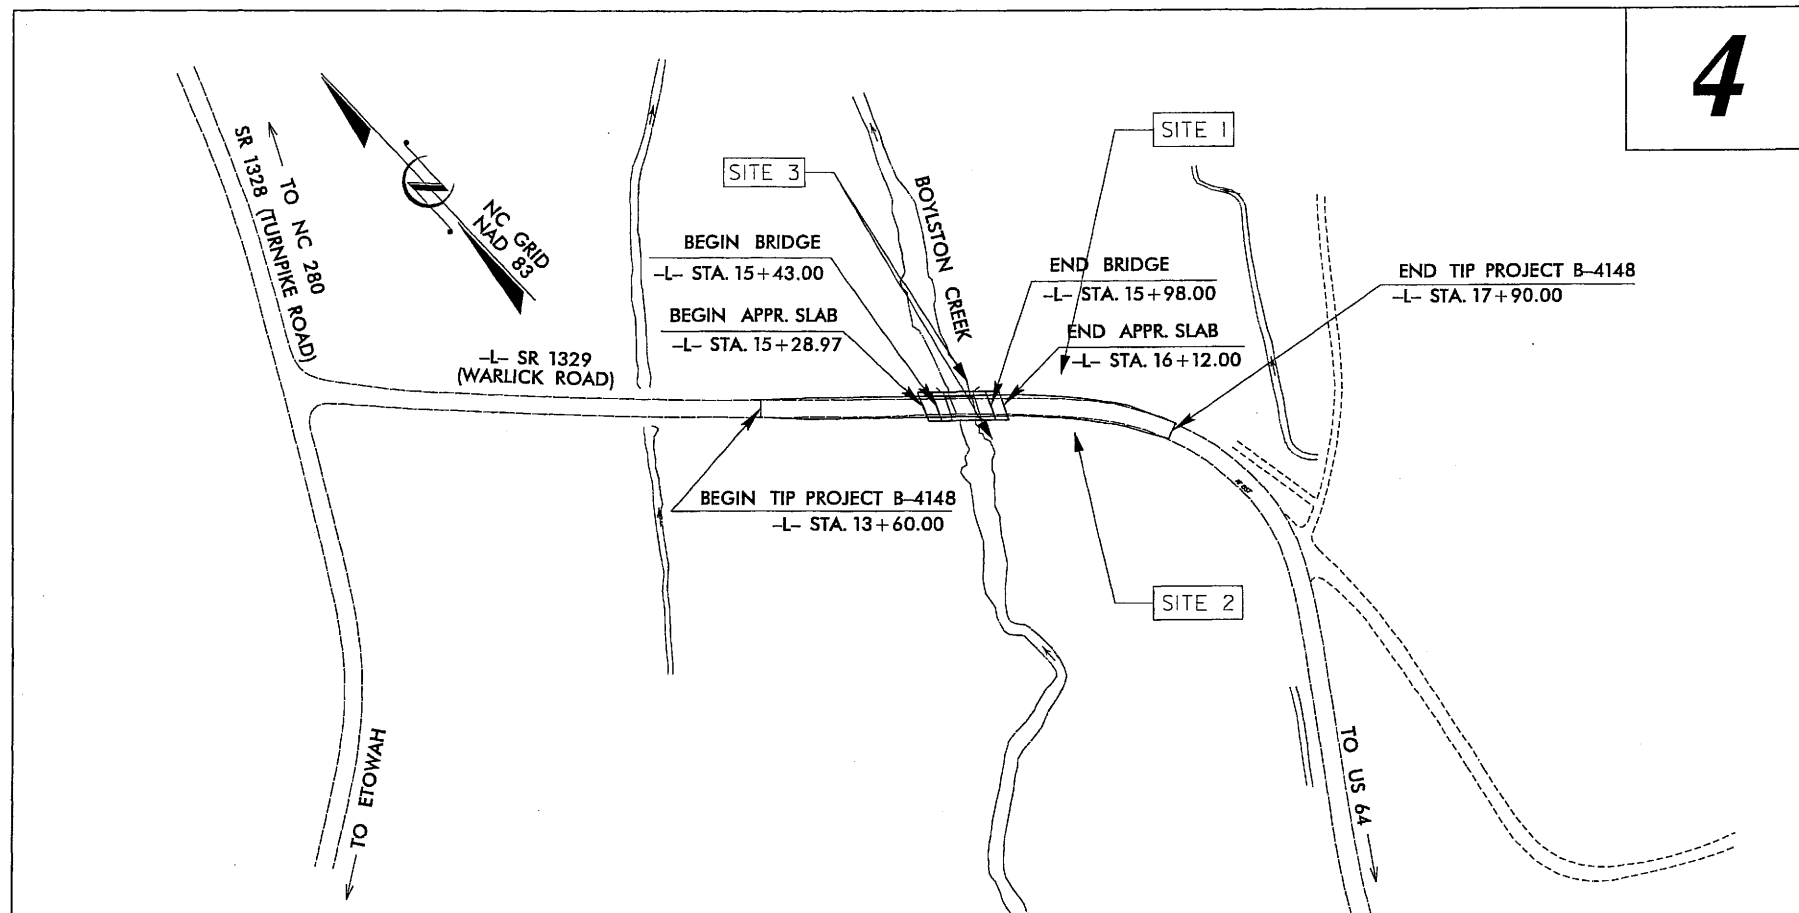 4
SITE 1
SITE 3
SR 1328 (TURNPIKE ROAD)
TO NC 280
NC GRID
NAD 83
BOYLSTON CREEK
BEGIN BRIDGE
-L- STA. 15+43.00
END BRIDGE
-L- STA. 15+98.00
END TIP PROJECT B-4148
-L- STA. 17+90.00
BEGIN APPR. SLAB
-L- STA. 15+28.97
END APPR. SLAB
-L- STA. 16+12.00
-L- SR 1329
(WARLICK ROAD)
BEGIN TIP PROJECT B-4148
-L- STA. 13+60.00
SITE 2
TO ETOWAH
TO US 64